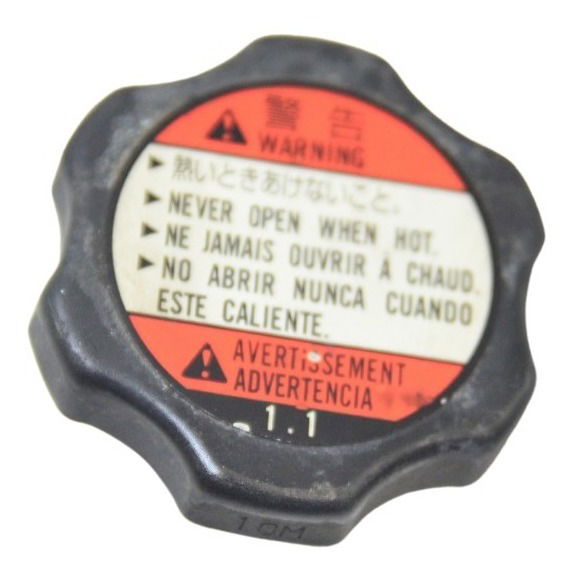 警告
WARNING
▶ 熱いときあけないこと。
▶ NEVER OPEN WHEN HOT.
▶ NE JAMAIS OUVRIR À CHAUD.
▶ NO ABRIR NUNCA CUANDO
ESTE CALIENTE.
AVERTISSEMENT
ADVERTENCIA
1.1
10M